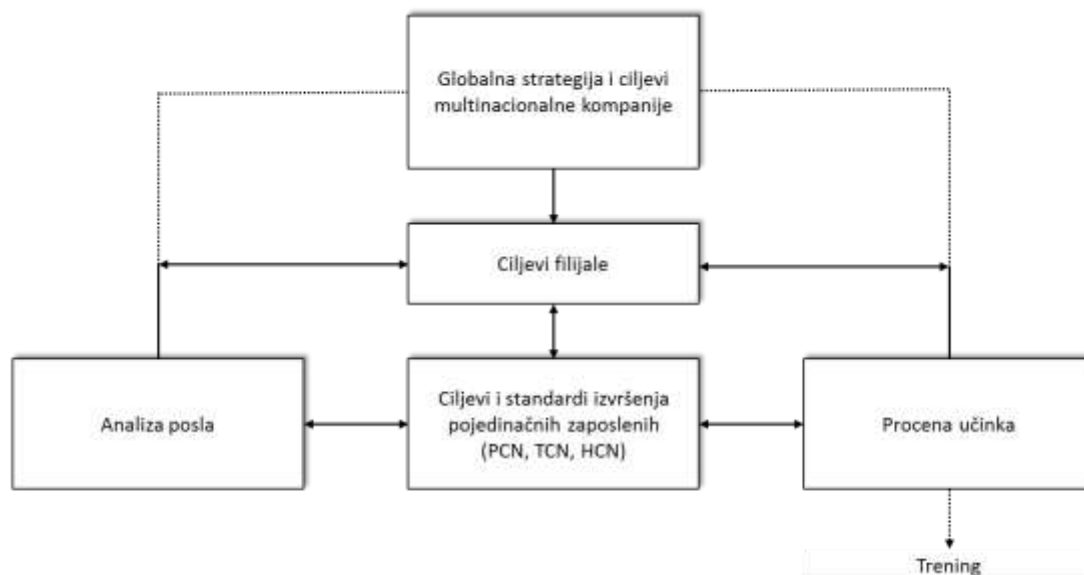 Globalna strategija i ciljevi
multinacionalne kompanije
Ciljevi filijale
Analiza posla
Ciljevi i standardi izvršenja
pojedinačnih zaposlenih
(PCN, TCN, HCN)
Procena učinka
Trening